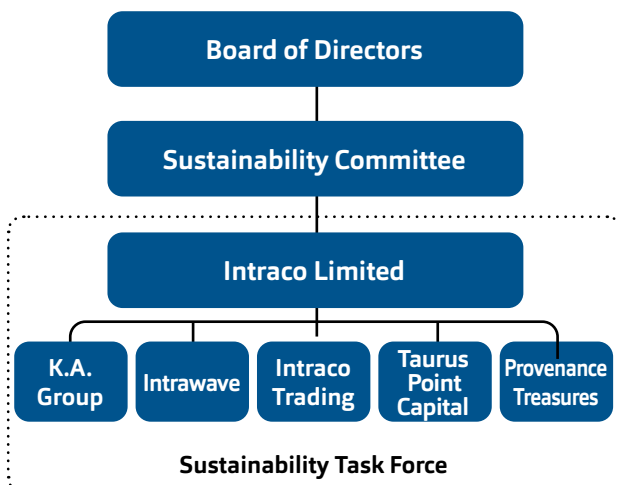 Board of Directors
Sustainability Committee
Intraco Limited
K.A.
Group
Intrawave
Intraco
Trading
Taurus
Point
Capital
Provenance
Treasures
Sustainability Task Force